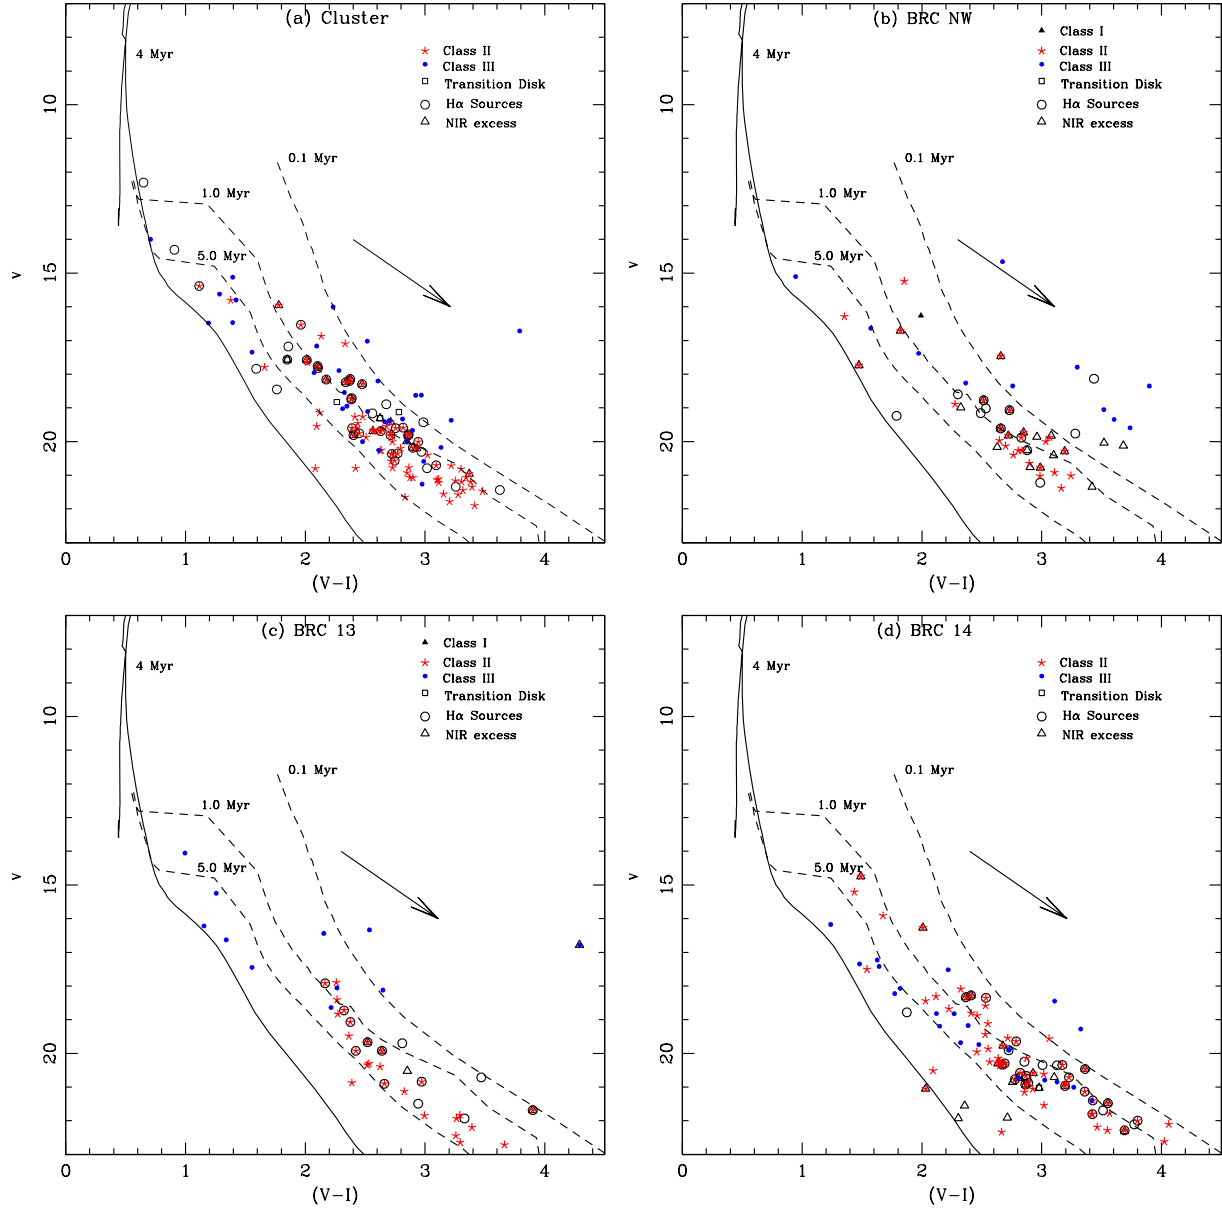 (a) Cluster
4 Myr
Class II
Class III
Transition Disk
Hα Sources
NIR excess
10
0.1 Myr
1.0 Myr
5.0 Myr
15
V
20
0 1 2 3 4
(V−I)
(b) BRC NW
4 Myr
Class I
Class II
Class III
Transition Disk
Hα Sources
NIR excess
10
0.1 Myr
1.0 Myr
5.0 Myr
15
V
20
0 1 2 3 4
(V−I)
(c) BRC 13
4 Myr
Class I
Class II
Class III
Transition Disk
Hα Sources
NIR excess
10
0.1 Myr
1.0 Myr
5.0 Myr
15
V
20
0 1 2 3 4
(V−I)
(d) BRC 14
4 Myr
Class II
Class III
Transition Disk
Hα Sources
NIR excess
10
0.1 Myr
1.0 Myr
5.0 Myr
15
V
20
0 1 2 3 4
(V−I)